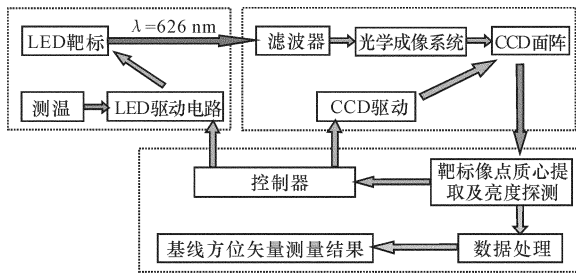 λ=626 nm
LED靶标
滤波器
光学成像系统
CCD面阵
测温
LED驱动电路
CCD驱动
控制器
靶标像点质心提
取及亮度探测
基线方位矢量测量结果
数据处理